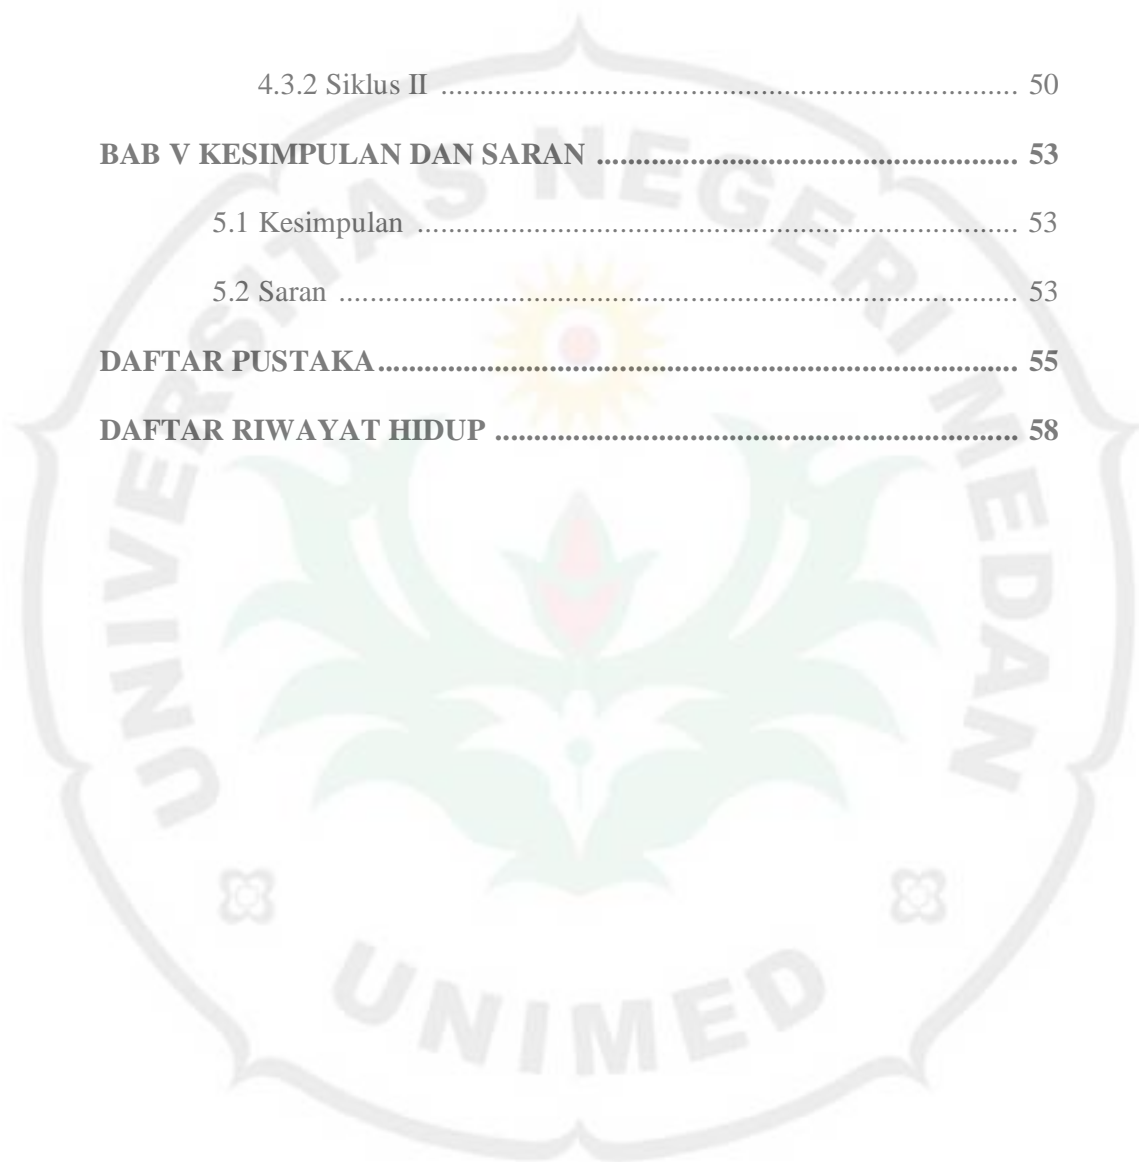 4.3.2 Siklus II .......................................................................... 50
BAB V KESIMPULAN DAN SARAN ...................................................... 53
5.1 Kesimpulan ............................................................................. 53
5.2 Saran ....................................................................................... 53
DAFTAR PUSTAKA.................................................................................. 55
DAFTAR RIWAYAT HIDUP ................................................................... 58
UNIVERSITAS NEGERI MEDAN
UNIMED